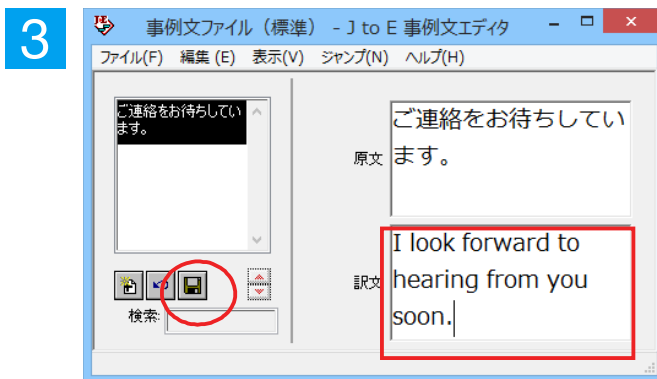 3
事例文ファイル（標準） - J to E 事例文エディタ
ファイル(F) 編集 (E) 表示(V) ジャンプ(N) ヘルプ(H)
ご連絡をお待ちしてい
ます。
原文
ご連絡をお待ちしてい
ます。
訳文
I look forward to
hearing from you
soon.
検索: